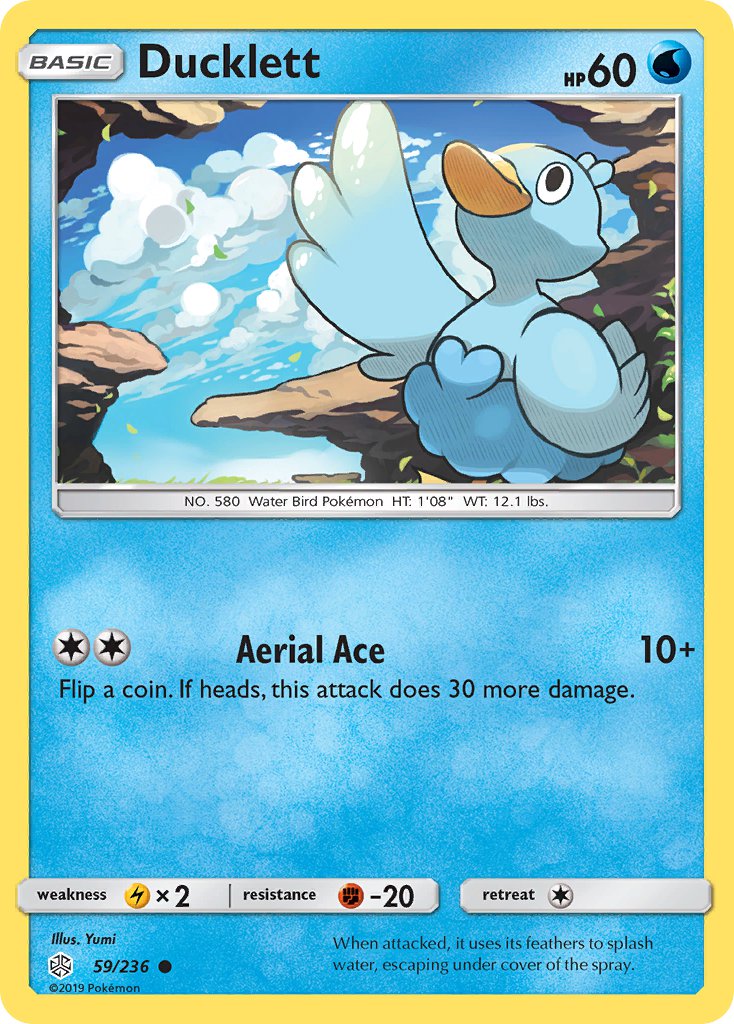 BASIC Ducklett HP 60
NO. 580 Water Bird Pokémon HT: 1'08" WT: 12.1 lbs.
Aerial Ace 10+
Flip a coin. If heads, this attack does 30 more damage.
weakness ×2 resistance -20 retreat
Illus. Yumi
59/236
©2019 Pokémon
When attacked, it uses its feathers to splash
water, escaping under cover of the spray.